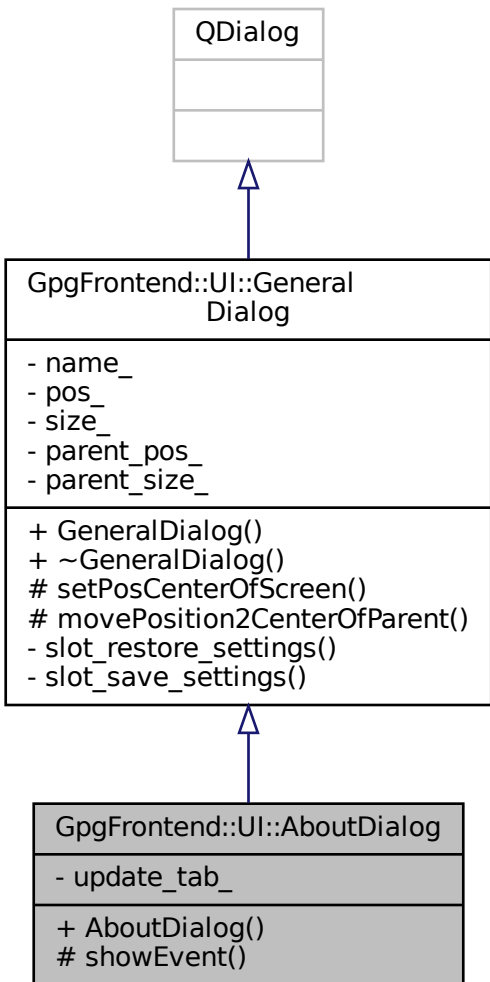 QDialog
GpgFrontend::UI::General
Dialog
- name_
- pos_
- size_
- parent_pos_
- parent_size_
+ GeneralDialog()
+ ~GeneralDialog()
# setPosCenterOfScreen()
# movePosition2CenterOfParent()
- slot_restore_settings()
- slot_save_settings()
GpgFrontend::UI::AboutDialog
- update_tab_
+ AboutDialog()
# showEvent()